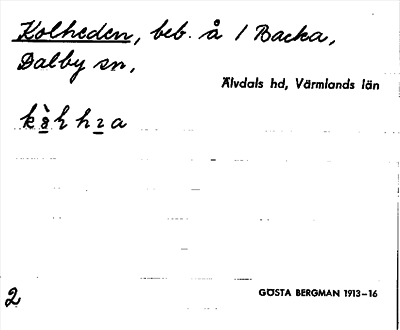 Kolheden, beb. å 1 Backa,
Dalby sn,
Älvdals hd, Värmlands län
2
GÖSTA BERGMAN 1913–16